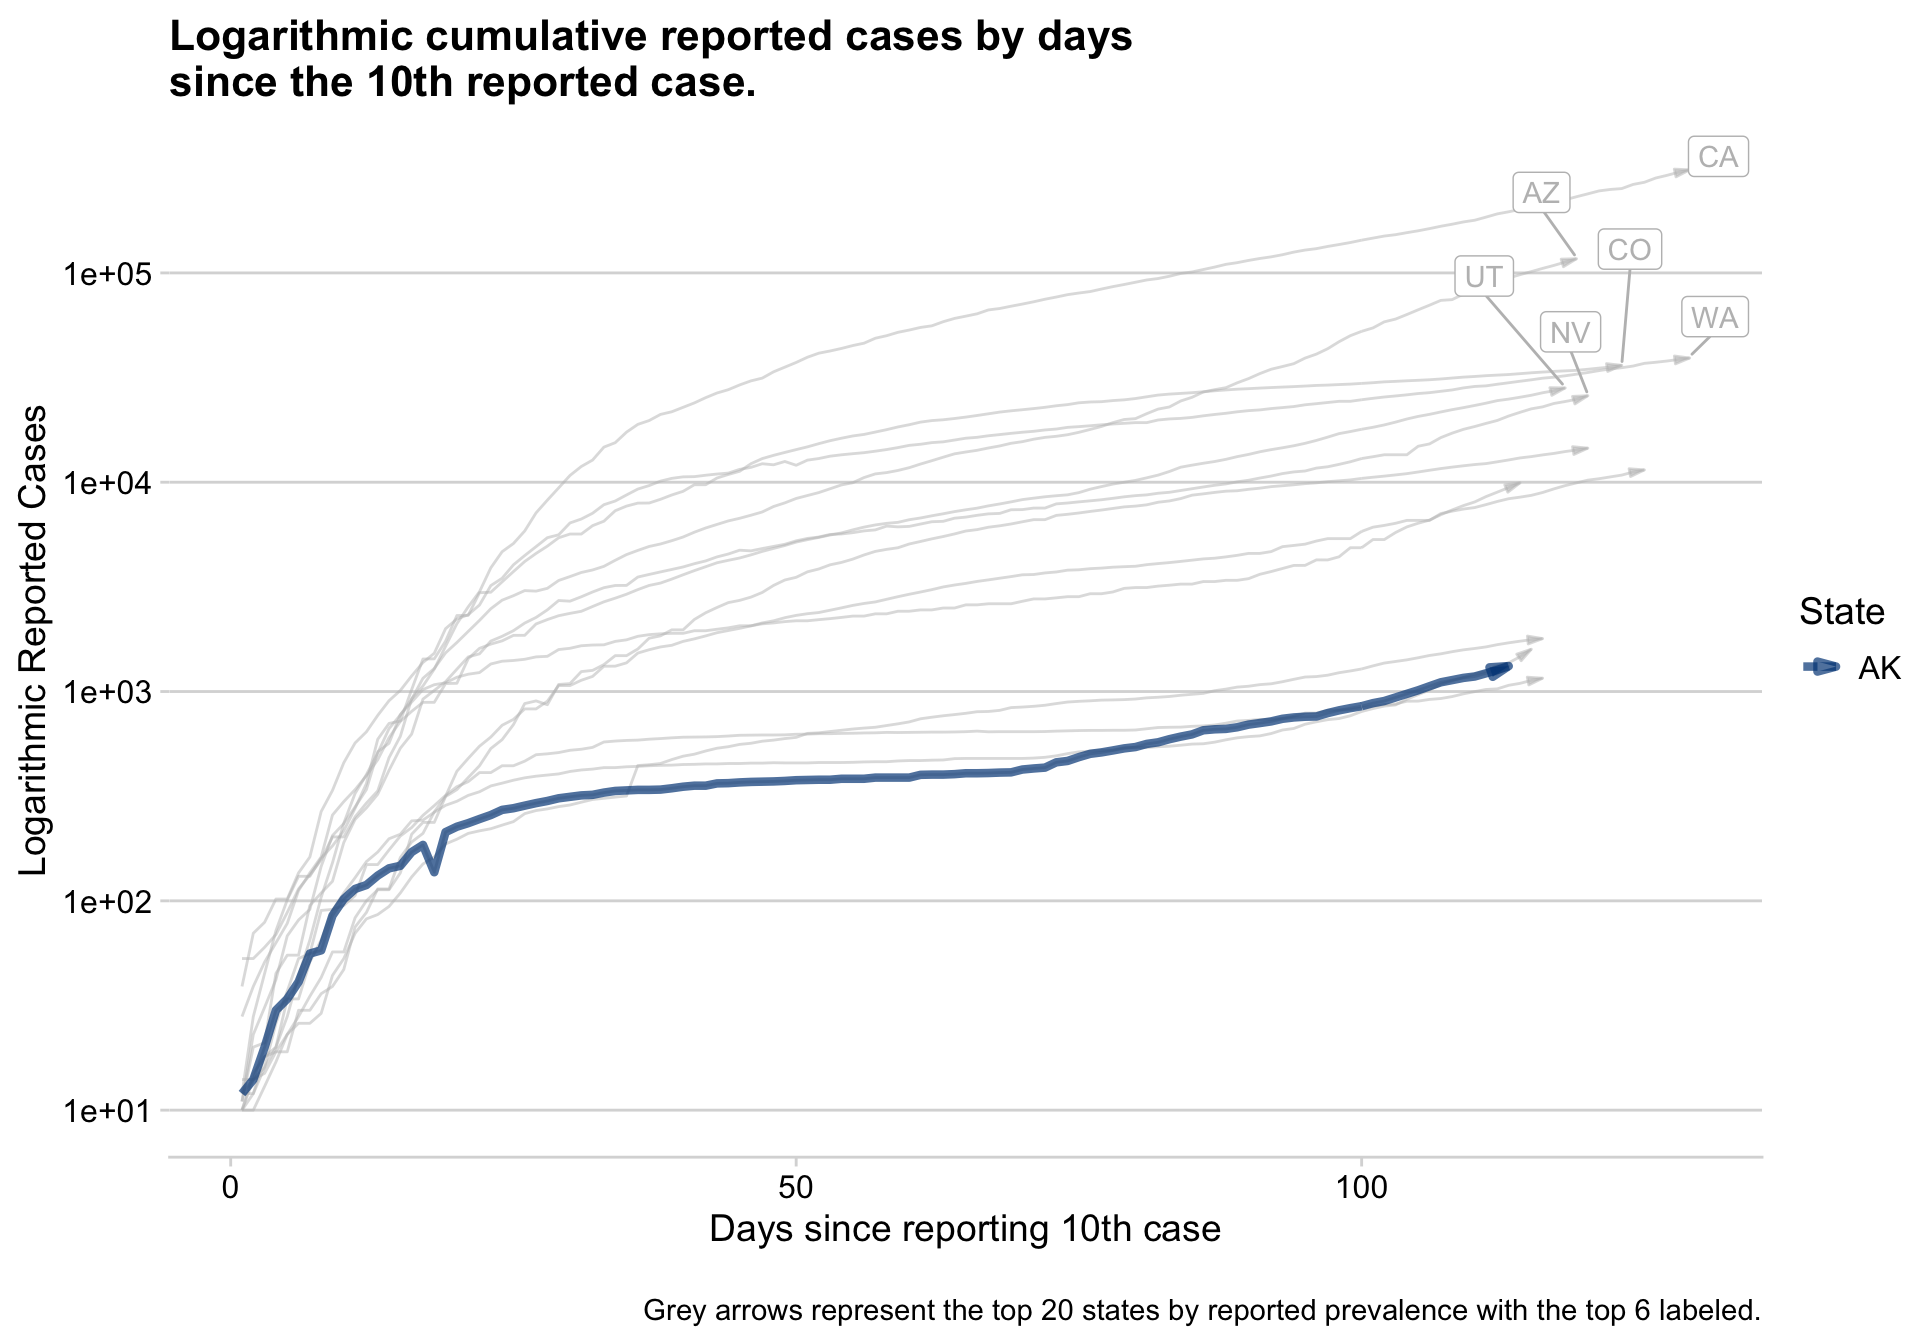 Logarithmic cumulative reported cases by days
since the 10th reported case.
CA
AZ
CO
UT
WA
NV
1e+05
1e+04
1e+03
1e+02
1e+01
Logarithmic Reported Cases
State
AK
0 50 100
Days since reporting 10th case
Grey arrows represent the top 20 states by reported prevalence with the top 6 labeled.